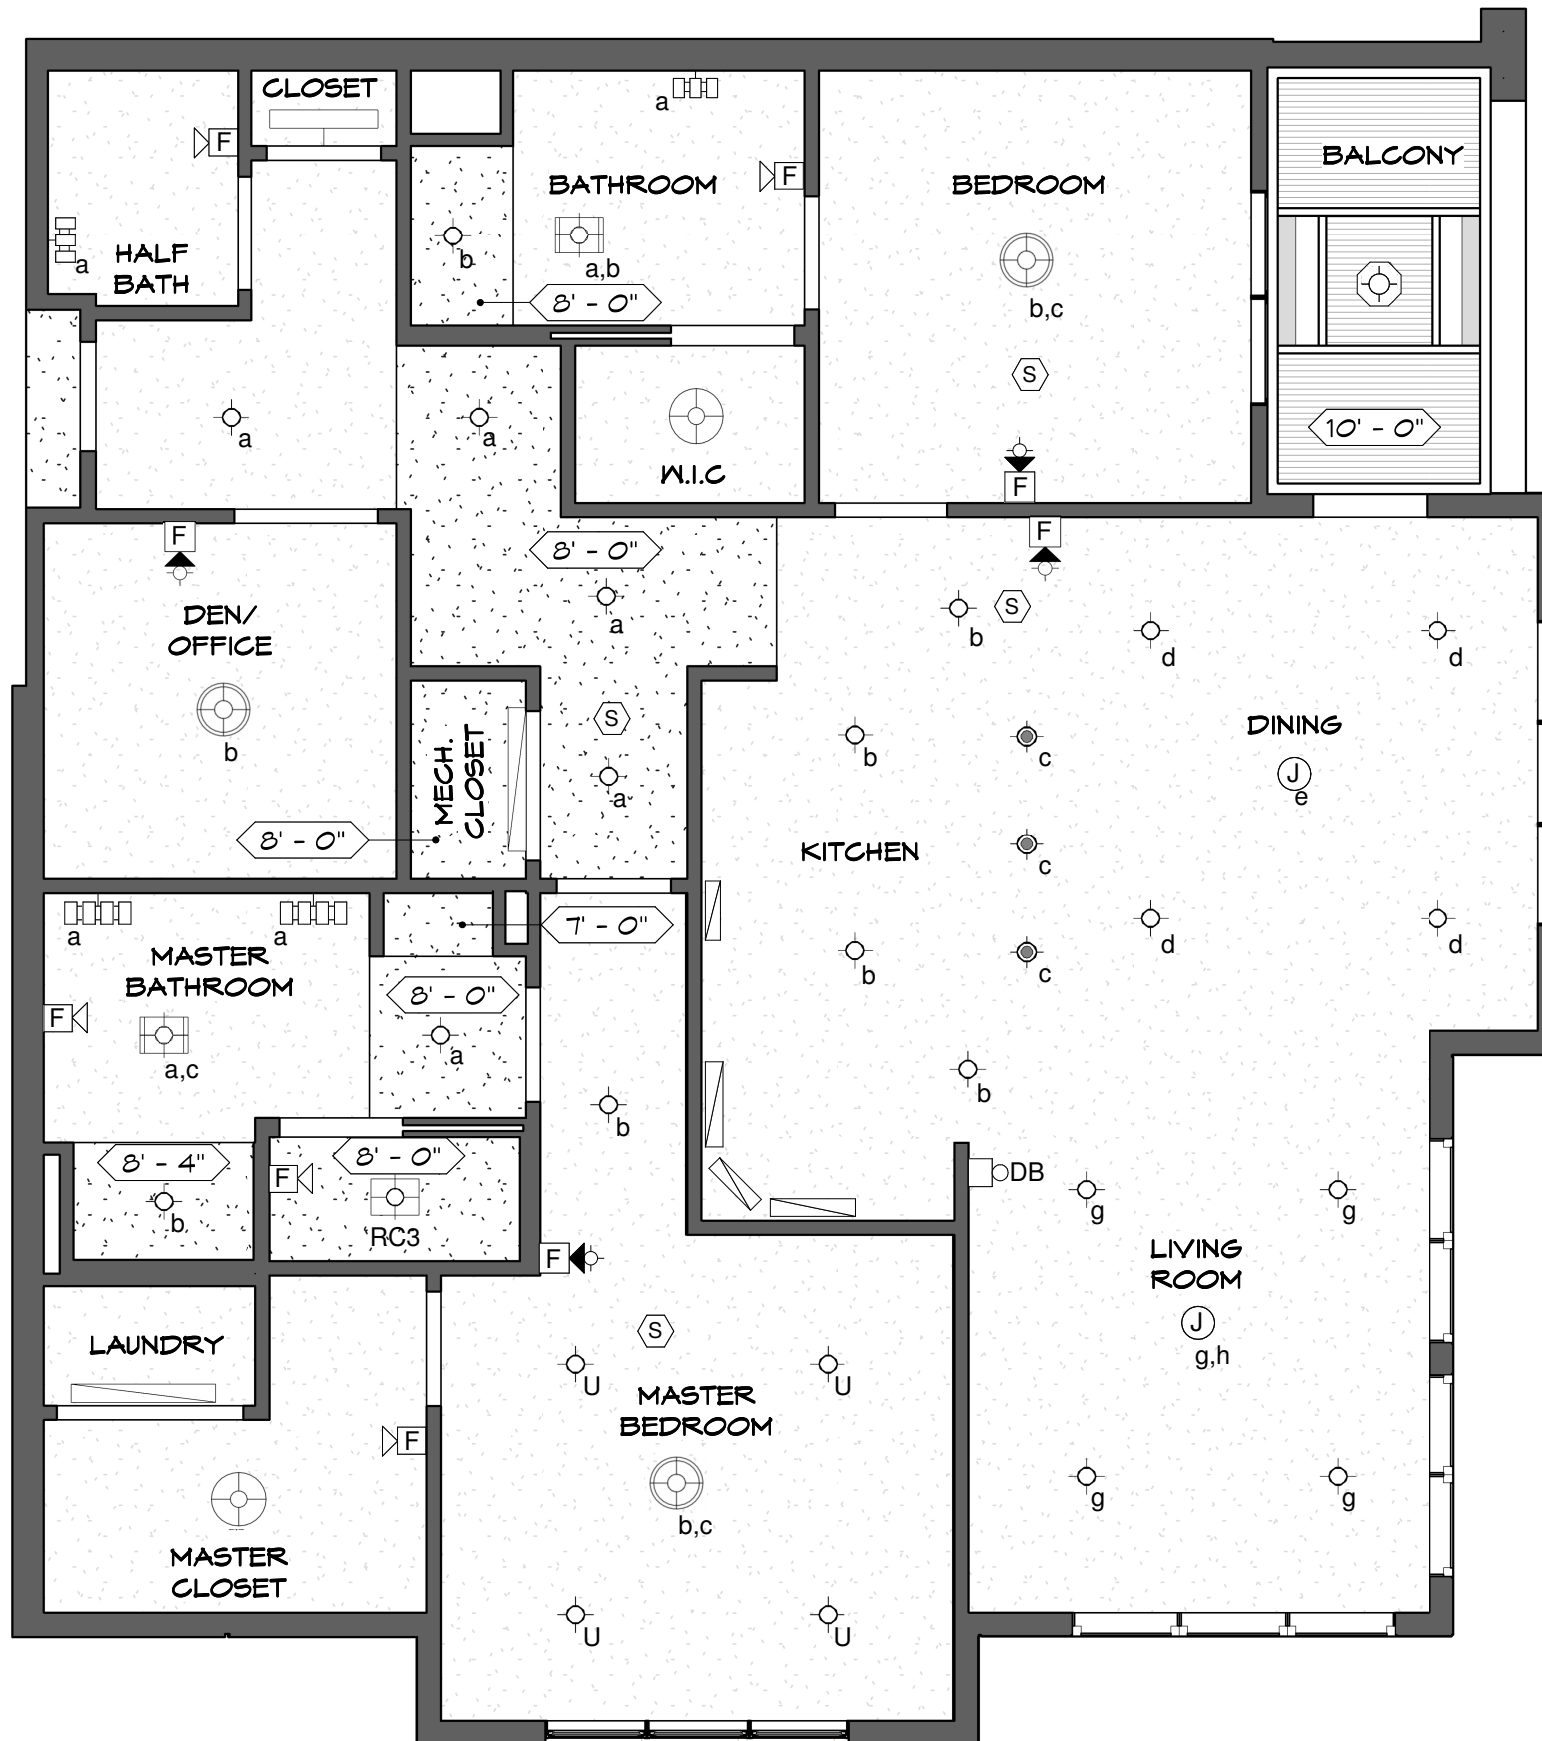 CLOSET
a
F
F
BATHROOM
BEDROOM
BALCONY
HALF
BATH
a
b
a,b
8' - 0"
b,c
S
a
a
W.I.C
10' - 0"
F
F
F
8' - 0"
DEN/
OFFICE
a
b
S
d
d
b
S
MECH.
CLOSET
a
b
c
DINING
J
e
8' - 0"
KITCHEN
c
a
a
7' - 0"
MASTER
BATHROOM
b
c
d
d
8' - 0"
F
a
a,c
b
b
8' - 4"
8' - 0"
F
b
RC3
DB
g
g
F
LIVING
ROOM
J
g,h
LAUNDRY
S
U
U
MASTER
BEDROOM
F
b,c
g
g
MASTER
CLOSET
U
U